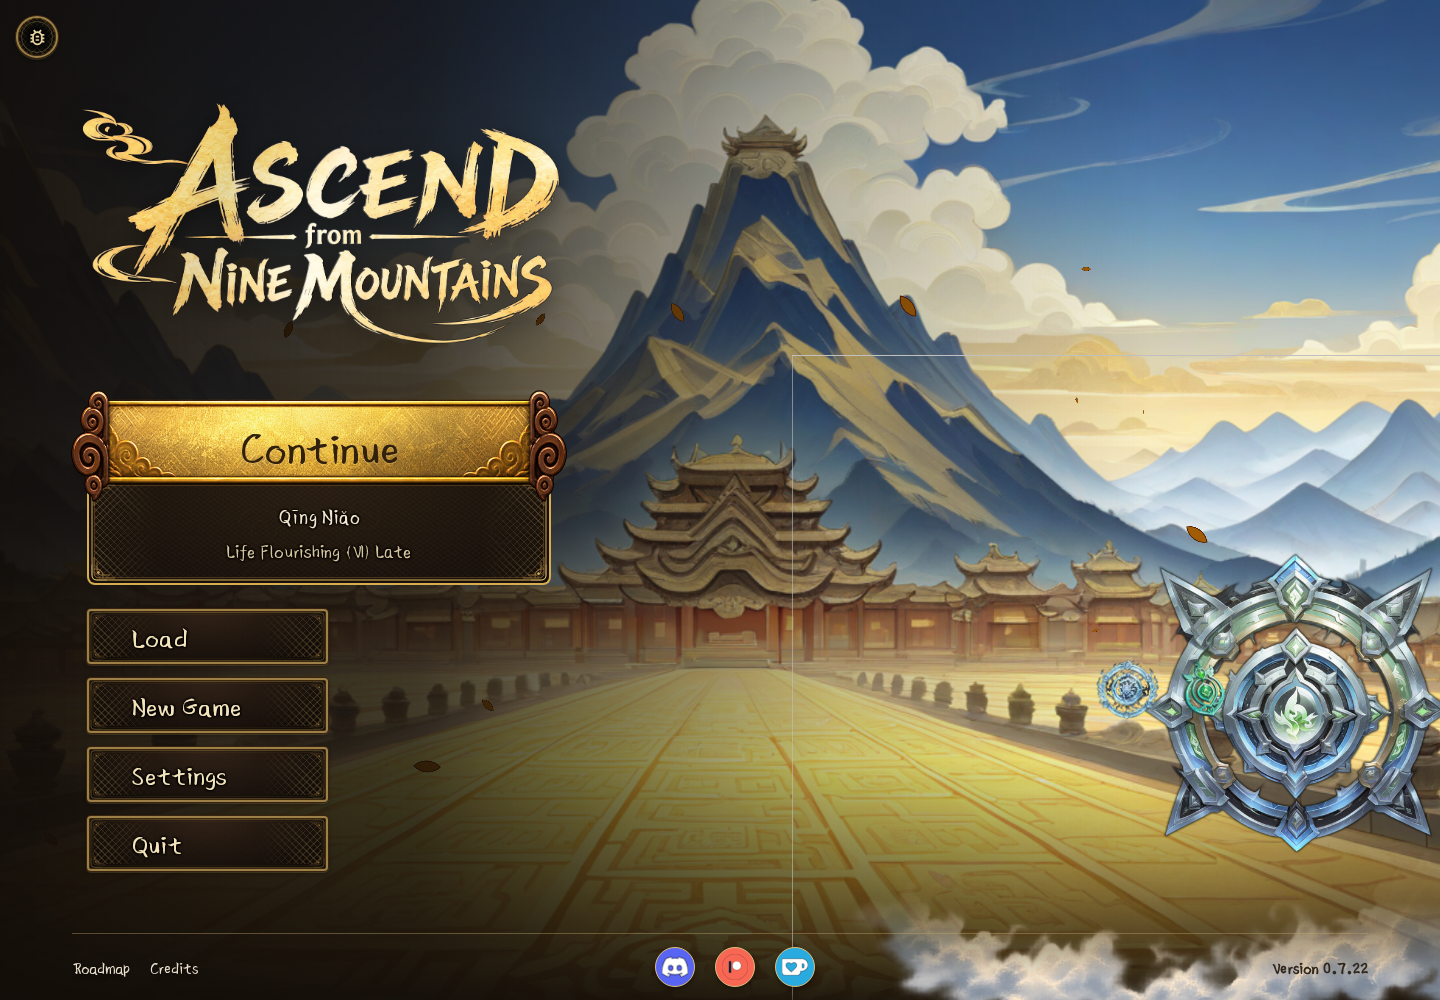 ASCEND
from
NINE MOUNTAINS
Continue
Qīng Niǎo
Life Flourishing (VI) Late
Load
New Game
Settings
Quit
Roadmap Credits
Version 0.7.22